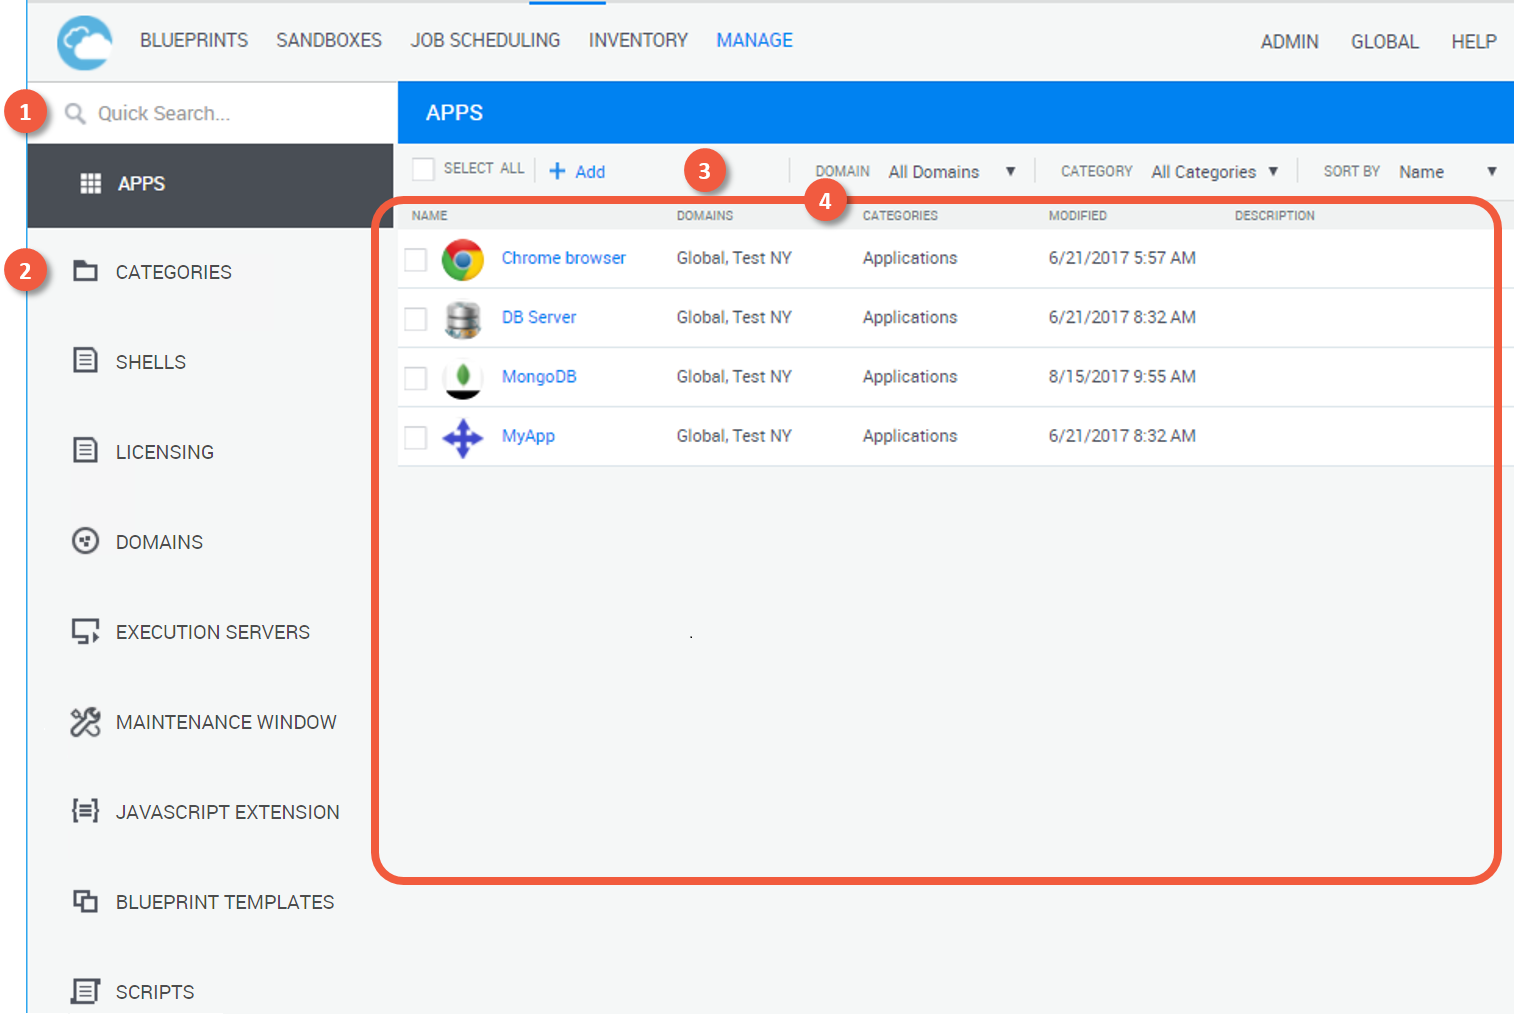 BLUEPRINTS SANDBOXES JOB SCHEDULING INVENTORY MANAGE ADMIN GLOBAL HELP
1 Quick Search...
APPS
APPS
SELECT ALL + Add 3 DOMAIN All Domains CATEGORY All Categories SORT BY Name
4
NAME DOMAINS CATEGORIES MODIFIED DESCRIPTION
Chrome browser Global, Test NY Applications 6/21/2017 5:57 AM
DB Server Global, Test NY Applications 6/21/2017 8:32 AM
MongoDB Global, Test NY Applications 8/15/2017 9:55 AM
MyApp Global, Test NY Applications 6/21/2017 8:32 AM
2 CATEGORIES
SHELLS
LICENSING
DOMAINS
EXECUTION SERVERS
MAINTENANCE WINDOW
JAVASCRIPT EXTENSION
BLUEPRINT TEMPLATES
SCRIPTS